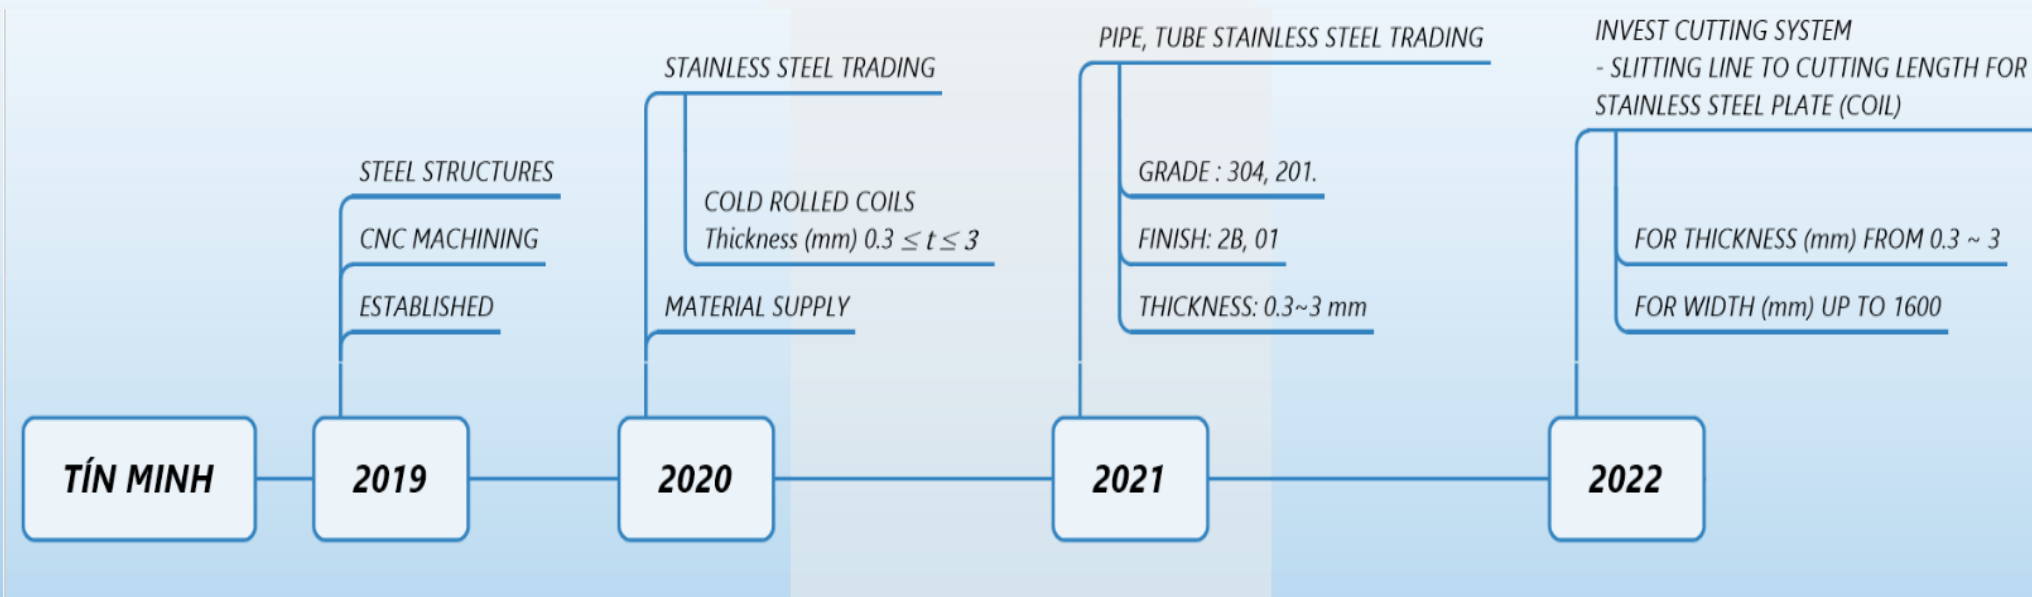 STEEL STRUCTURES
CNC MACHINING
ESTABLISHED
STAINLESS STEEL TRADING
COLD ROLLED COILS
Thickness (mm) 0.3 ≤ t ≤ 3
MATERIAL SUPPLY
PIPE, TUBE STAINLESS STEEL TRADING
GRADE : 304, 201.
FINISH: 2B, 01
THICKNESS: 0.3~3 mm
INVEST CUTTING SYSTEM
- SLITTING LINE TO CUTTING LENGTH FOR
STAINLESS STEEL PLATE (COIL)
FOR THICKNESS (mm) FROM 0.3 ~ 3
FOR WIDTH (mm) UP TO 1600
TÍN MINH
2019
2020
2021
2022